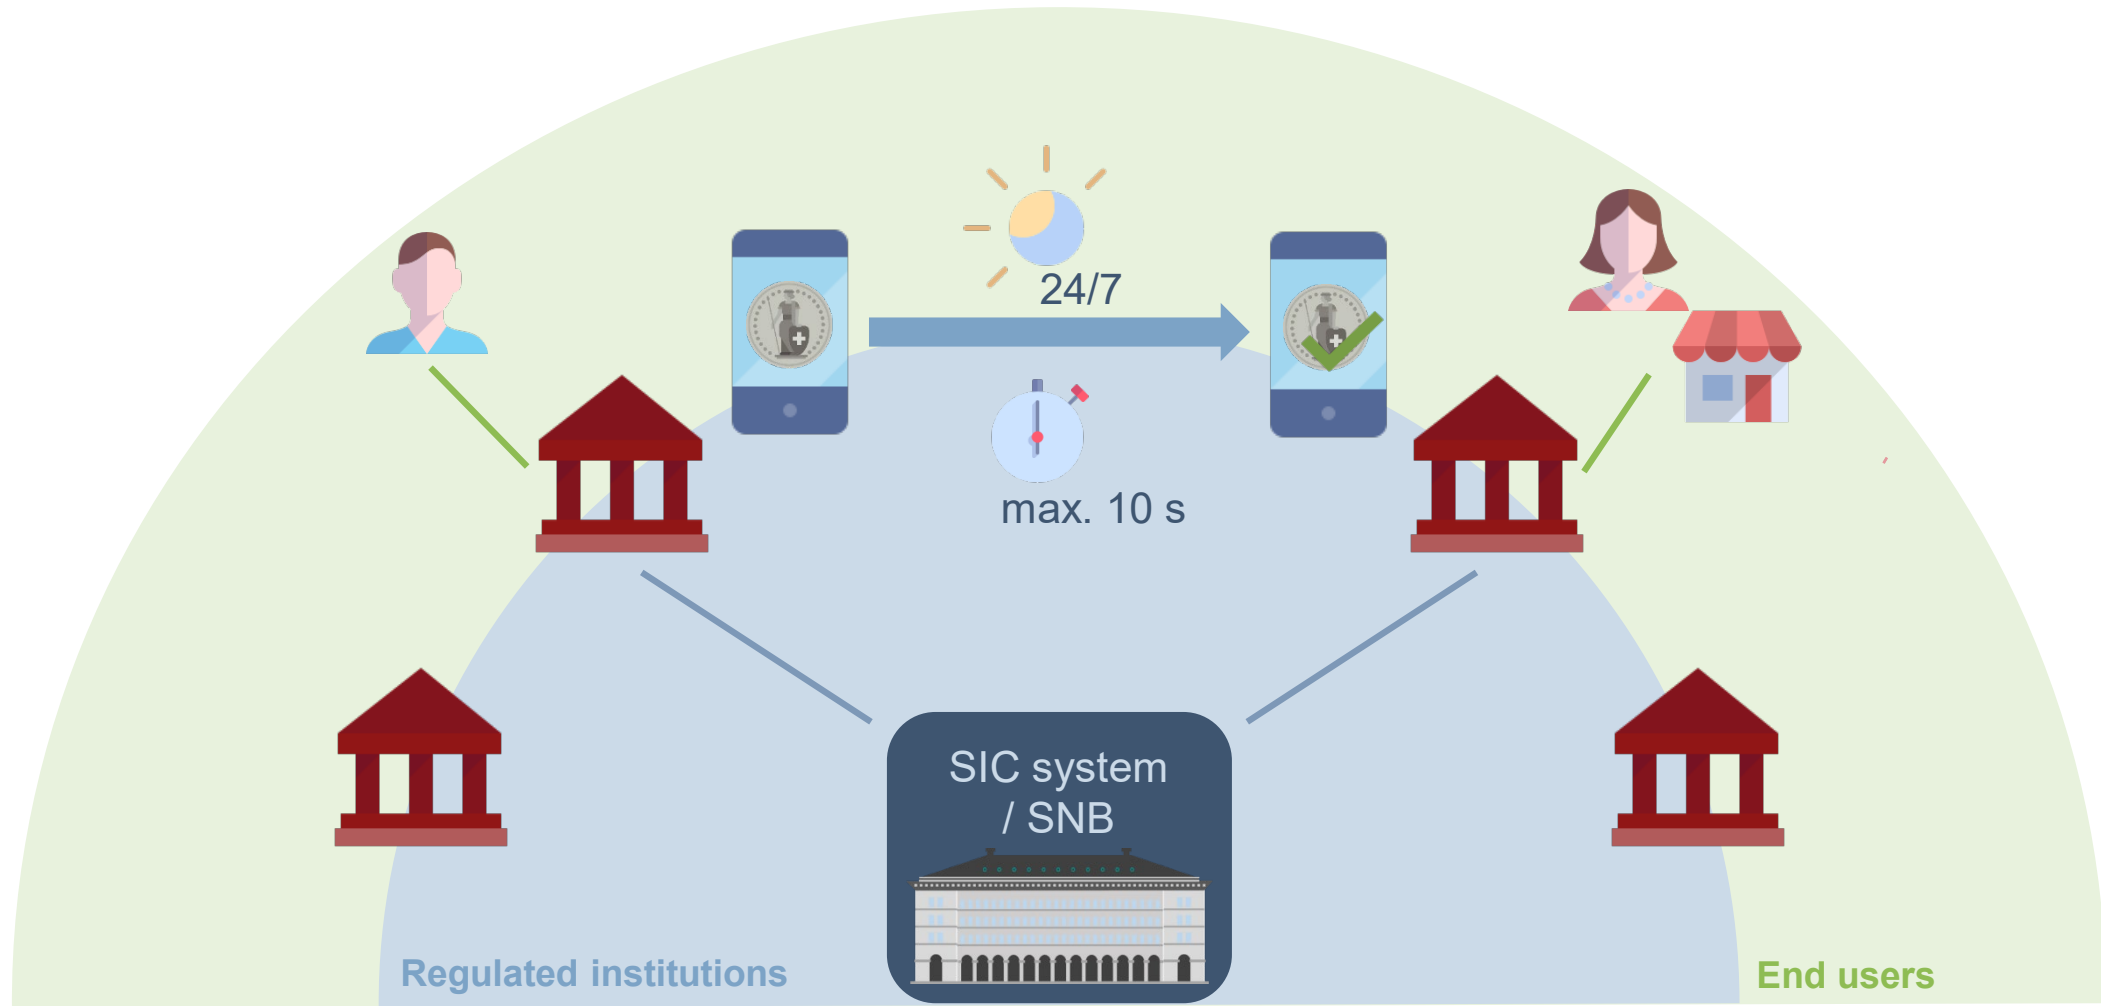 24/7
max. 10 s
SIC system
/ SNB
Regulated institutions
End users